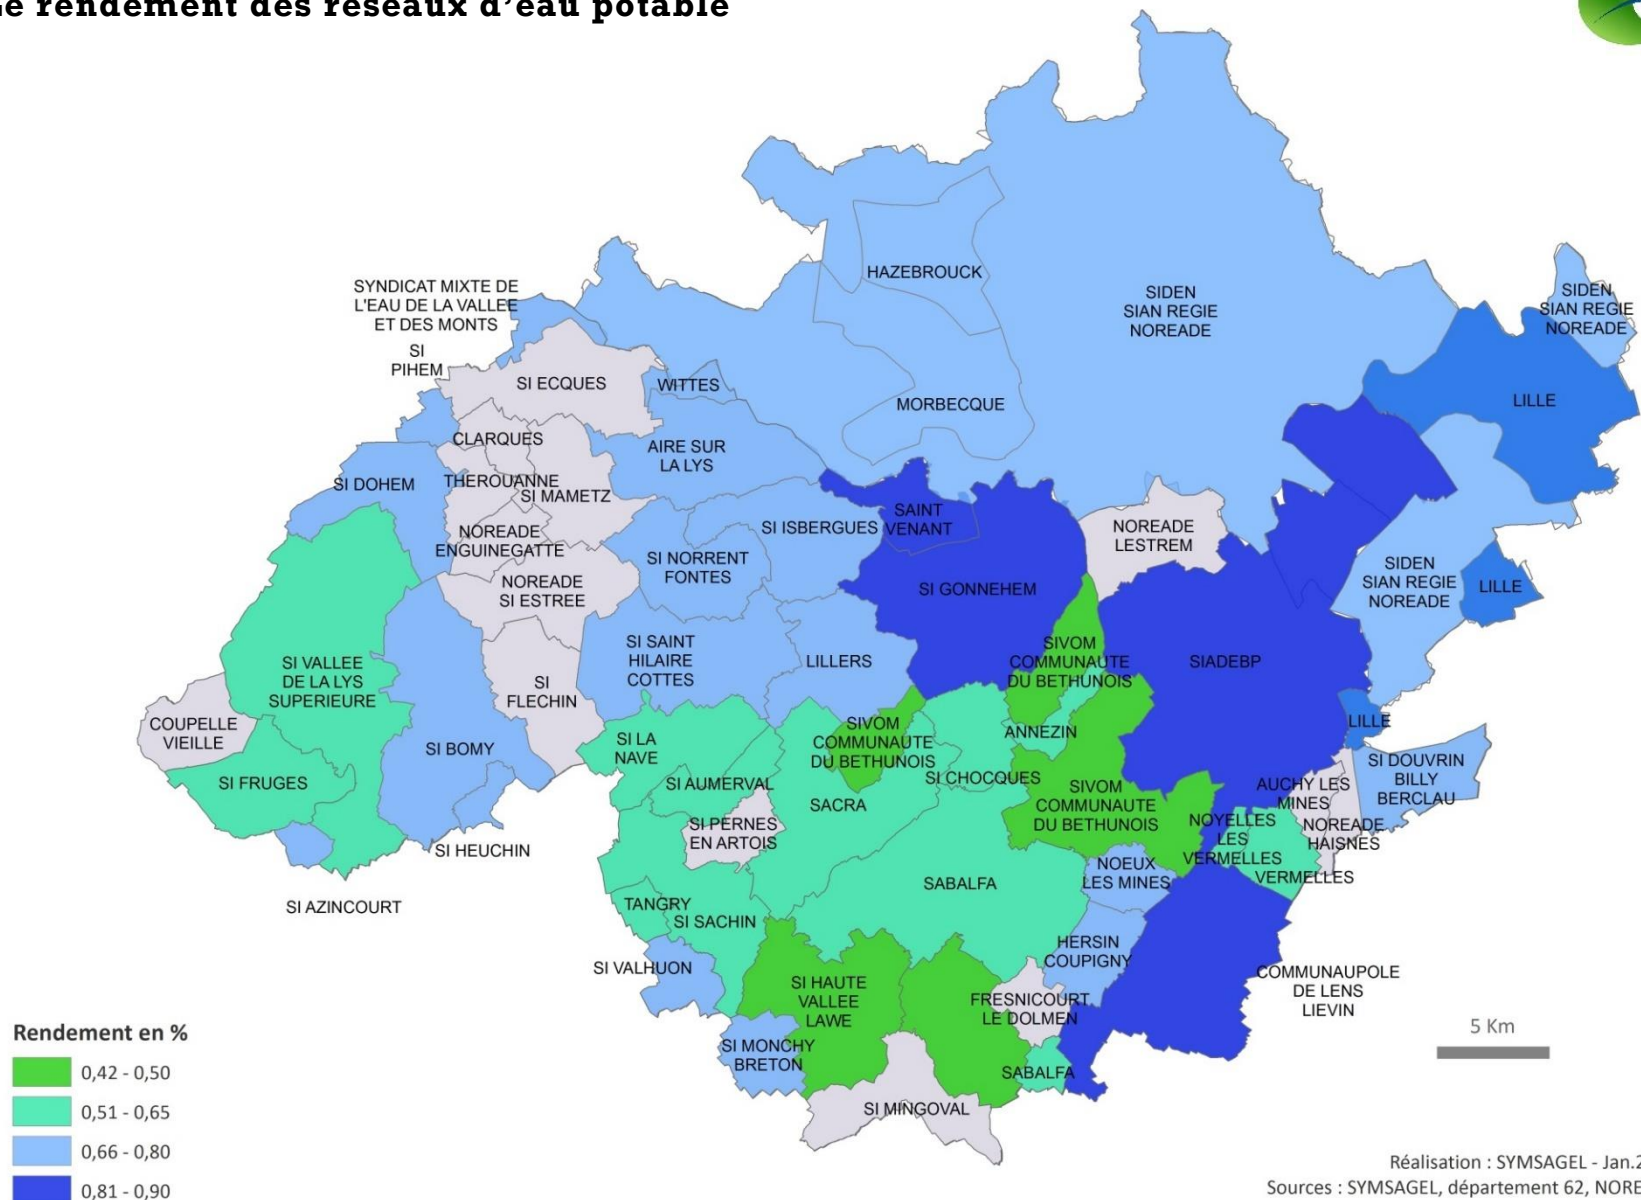 Le rendement des réseaux d'eau potable
SYNDICAT MIXTE DE
L'EAU DE LA VALLEE
ET DES MONTS
SI
PIHEM
SI ECQUES
WITTES
HAZEBROUCK
MORBECQUE
SIDEN
SIAN REGIE
NOREADE
SIDEN
SIAN REGIE
NOREADE
LILLE
CLARQUES
AIRE SUR
LA LYS
SI DOHEM
THEROUANNE
SI MAMETZ
NOREADE
ENGUINEGATTE
SI ISBERGUES
SAINT
VENANT
NOREADE
LESTREM
SI NORRENT
FONTES
NOREADE
SI ESTREE
SI GONNEHEM
SIDEN
SIAN REGIE
NOREADE
LILLE
SI VALLEE
DE LA LYS
SUPERIEURE
SI
FLECHIN
SI SAINT
HILAIRE
COTTES
LILLERS
SIVOM
COMMUNAUTE
DU BETHUNOIS
SIADEBP
COUPELLE
VIEILLE
SI BOMY
SI LA
NAVE
SIVOM
COMMUNAUTE
DU BETHUNOIS
ANNEZIN
LILLE
SI FRUGES
SI AUMERVAL
SACRA
SI CHOCQUES
SIVOM
COMMUNAUTE
DU BETHUNOIS
AUCHY LES
MINES
SI DOUVRIN
BILLY
BERCLAU
SI PERNES
EN ARTOIS
NOYELLES
LES
VERMELLES
NOREADE
HAISNES
SI HEUCHIN
NOEUX
LES MINES
VERMELLES
SI AZINCOURT
TANGRY
SI SACHIN
SABALFA
HERSIN
COUPIGNY
SI VALHUON
SI HAUTE
VALLEE
LAWE
FRESNICOURT
LE DOLMEN
COMMUNAUPOLE
DE LENS
LIEVIN
SI MONCHY
BRETON
SABALFA
SI MINGOVAL
5 Km
Rendement en %
0,42 - 0,50
0,51 - 0,65
0,66 - 0,80
0,81 - 0,90
Réalisation : SYMSAGEL - Jan.2
Sources : SYMSAGEL, département 62, NORE